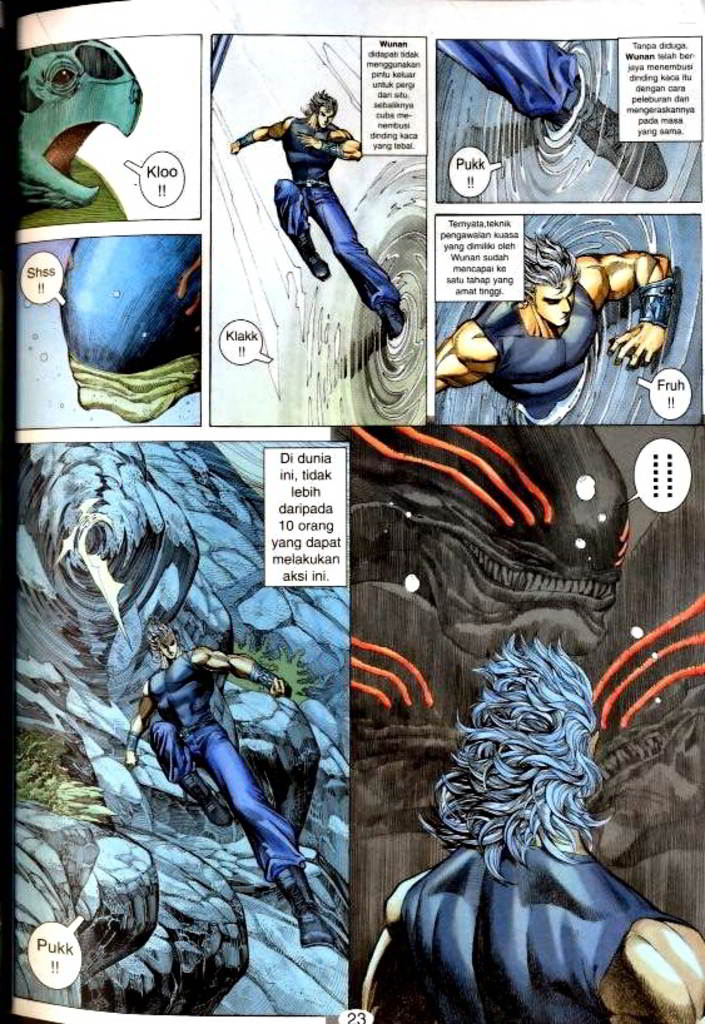 Kloo
!!
Shss
!!
Wunan
didapati tidak
menggunakan
pintu keluar
untuk pergi
dari situ,
sebaliknya
cuba me-
nembusi
dinding kaca
yang tebal.
Klakk
!!
Tanpa diduga,
Wunan telah ber-
jaya menembusi
dinding kaca itu
dengan cara
peleburan dan
mengeraskannya
pada masa
yang sama.
Pukk
!!
Ternyata,teknik
pengawalan kuasa
yang dimiliki oleh
Wunan sudah
mencapai ke
satu tahap yang
amat tinggi.
Fruh
!!
Di dunia
ini, tidak
lebih
daripada
10 orang
yang dapat
melakukan
aksi ini.
Pukk
!!
23